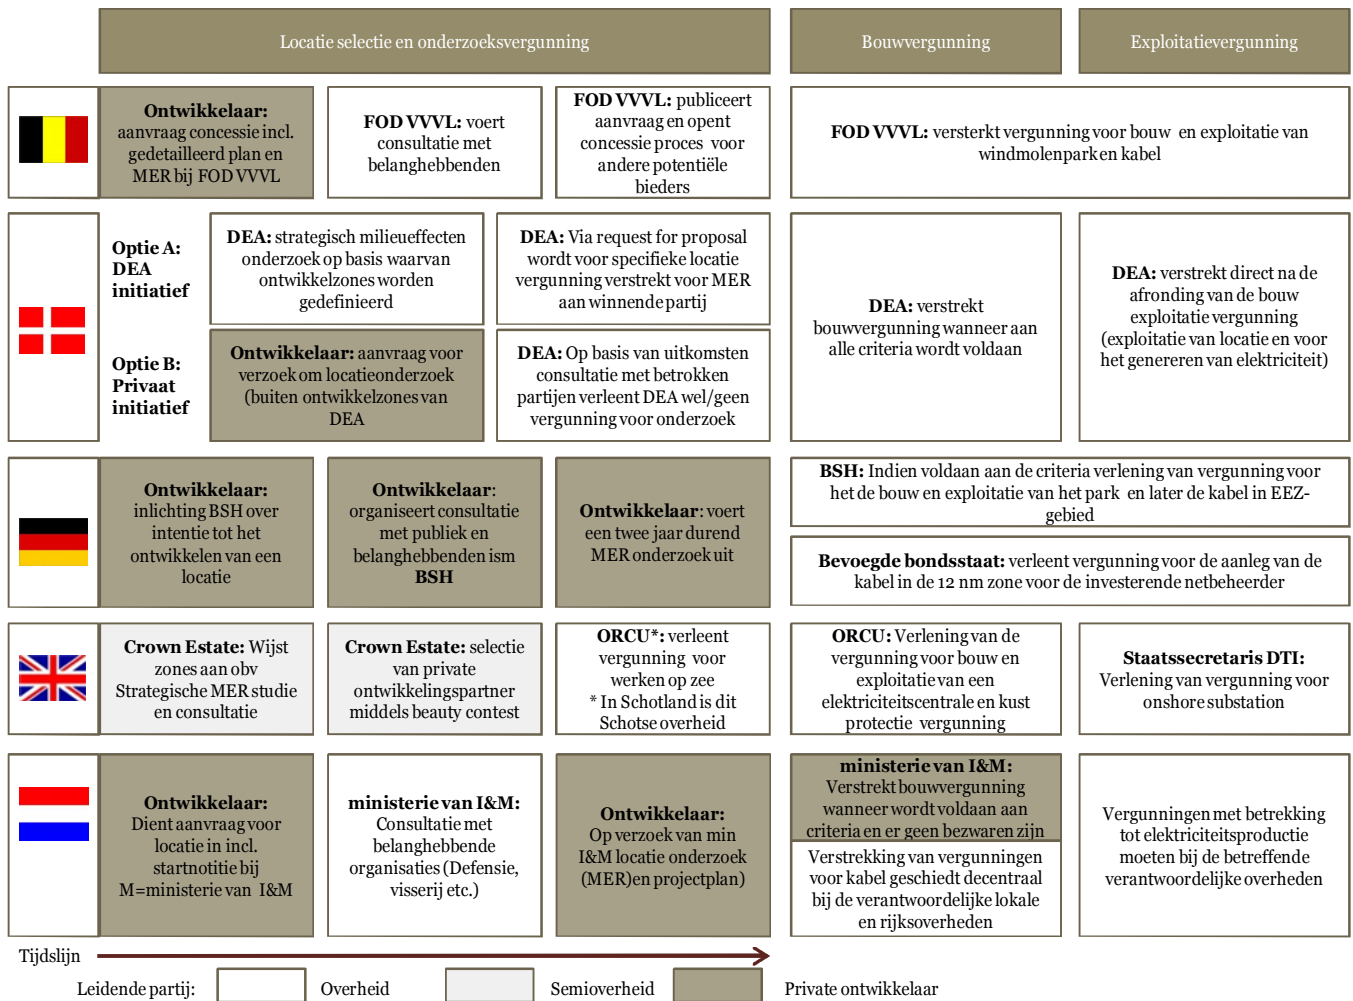 Locatie selectie en onderzoeksvergunning
Bouwvergunning
Exploitatievergunning
Ontwikkelaar:
aanvraag concessie incl.
gedetailleerd plan en
MER bij FOD VVVL
FOD VVVL: voert
consultatie met
belanghebbenden
FOD VVVL: publiceert
aanvraag en opent
concessie proces voor
andere potentiële
bieders
FOD VVVL: versterkt vergunning voor bouw en exploitatie van
windmolenpark en kabel
Optie A:
DEA
initiatief
DEA: strategisch milieueffecten
onderzoek op basis waarvan
ontwikkelzones worden
gedefinieerd
DEA: Via request for proposal
wordt voor specifieke locatie
vergunning verstrekt voor MER
aan winnende partij
Optie B:
Privaat
initiatief
Ontwikkelaar: aanvraag voor
verzoek om locatieonderzoek
(buiten ontwikkelzones van
DEA
DEA: Op basis van uitkomsten
consultatie met betrokken
partijen verleent DEA wel/geen
vergunning voor onderzoek
DEA: verstrekt
bouwvergunning wanneer aan
alle criteria wordt voldaan
DEA: verstrekt direct na de
afronding van de bouw
exploitatie vergunning
(exploitatie van locatie en voor
het genereren van elektriciteit)
Ontwikkelaar:
inlichting BSH over
intentie tot het
ontwikkelen van een
locatie
Ontwikkelaar:
organiseert consultatie
met publiek en
belanghebbenden ism
BSH
Ontwikkelaar: voert
een twee jaar durend
MER onderzoek uit
BSH: Indien voldaan aan de criteria verlening van vergunning voor
het de bouw en exploitatie van het park en later de kabel in EEZ-
gebied
Bevoegde bondsstaat: verleent vergunning voor de aanleg van de
kabel in de 12 nm zone voor de investerende netbeheerder
Crown Estate: Wijst
zones aan obv
Strategische MER studie
en consultatie
Crown Estate: selectie
van private
ontwikkelingspartner
middels beauty contest
ORCU*: verleent
vergunning voor
werken op zee
* In Schotland is dit
Schotse overheid
ORCU: Verlening van de
vergunning voor bouw en
exploitatie van een
elektriciteitscentrale en kust
protectie vergunning
Staatssecretaris DTI:
Verlening van vergunning voor
onshore substation
Ontwikkelaar:
Dient aanvraag voor
locatie in incl.
startnotitie bij
M=ministerie van I&M
ministerie van I&M:
Consultatie met
belanghebbende
organisaties (Defensie,
visserij etc.)
Ontwikkelaar:
Op verzoek van min
I&M locatie onderzoek
(MER)en projectplan)
ministerie van I&M:
Verstrekt bouwvergunning
wanneer wordt voldaan aan
criteria en er geen bezwaren zijn
Verstrekking van vergunningen
voor kabel geschiedt decentraal
bij de verantwoordelijke lokale
en rijksoverheden
Vergunningen met betrekking
tot elektriciteitsproductie
moeten bij de betreffende
verantwoordelijke overheden
Tijdslijn
Leidende partij:
Overheid
Semioverheid
Private ontwikkelaar